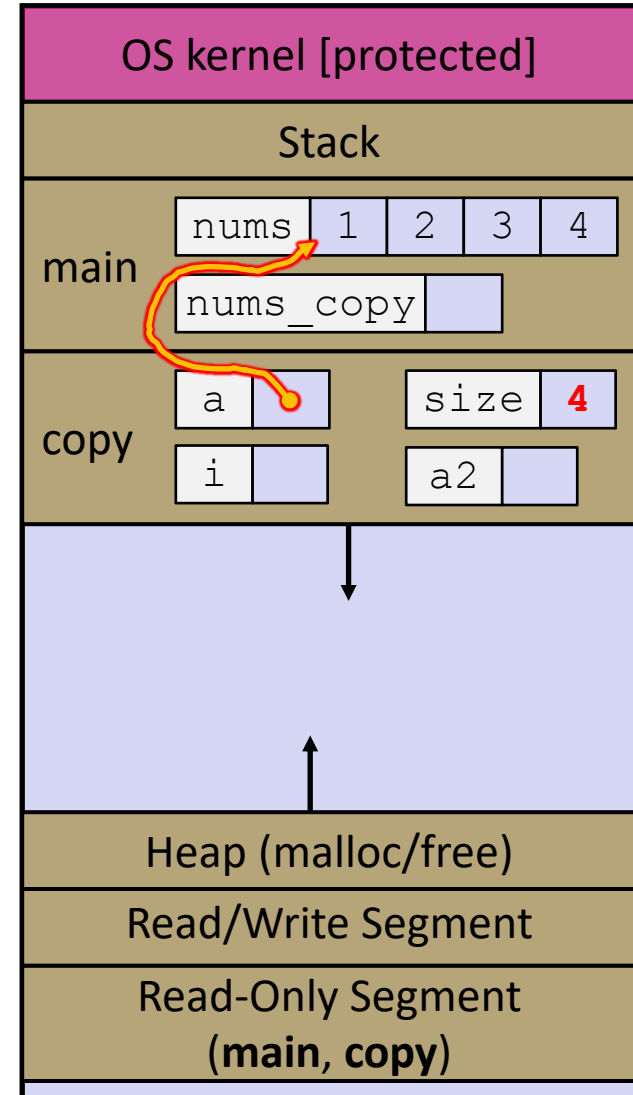 OS kernel [protected]
Stack
main
nums 1 2 3 4
nums_copy
copy
a size 4
i a2
Heap (malloc/free)
Read/Write Segment
Read-Only Segment
(main, copy)